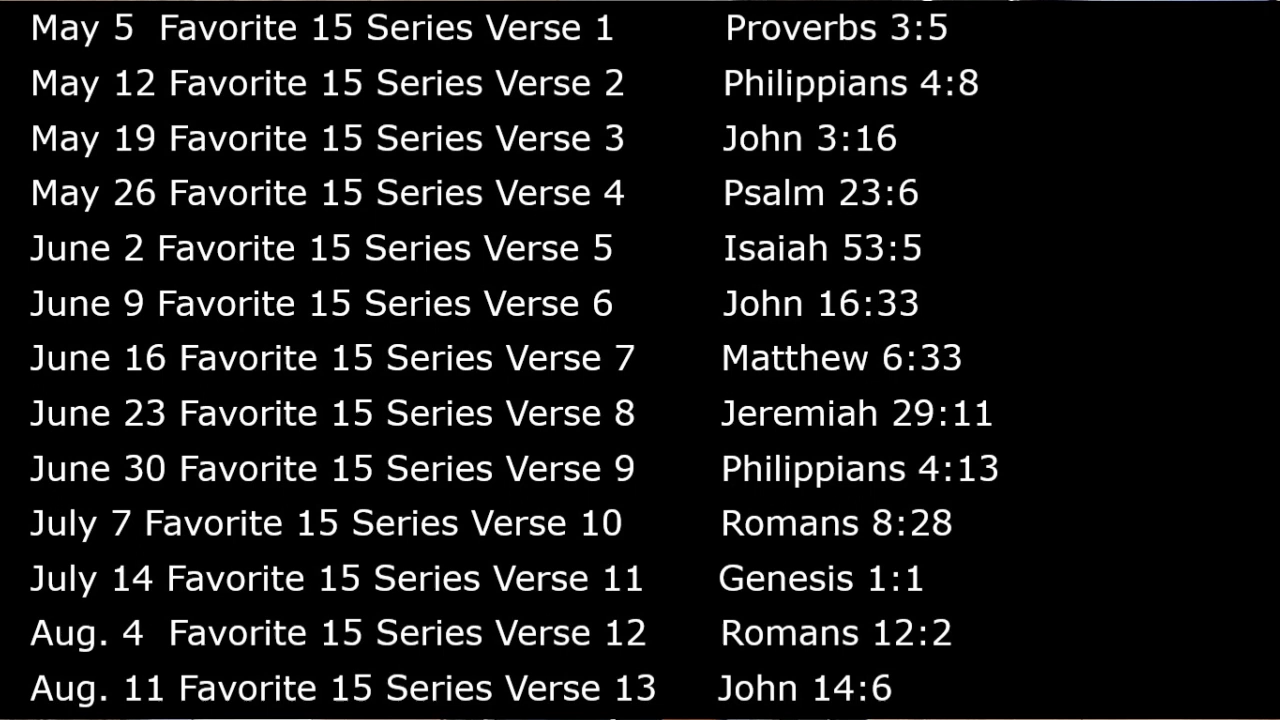 May 5 Favorite 15 Series Verse 1 Proverbs 3:5
May 12 Favorite 15 Series Verse 2 Philippians 4:8
May 19 Favorite 15 Series Verse 3 John 3:16
May 26 Favorite 15 Series Verse 4 Psalm 23:6
June 2 Favorite 15 Series Verse 5 Isaiah 53:5
June 9 Favorite 15 Series Verse 6 John 16:33
June 16 Favorite 15 Series Verse 7 Matthew 6:33
June 23 Favorite 15 Series Verse 8 Jeremiah 29:11
June 30 Favorite 15 Series Verse 9 Philippians 4:13
July 7 Favorite 15 Series Verse 10 Romans 8:28
July 14 Favorite 15 Series Verse 11 Genesis 1:1
Aug. 4 Favorite 15 Series Verse 12 Romans 12:2
Aug. 11 Favorite 15 Series Verse 13 John 14:6